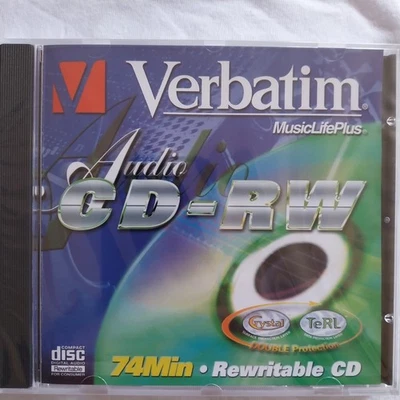 Verbatim®
MusicLifePlus®
Audio
CD-RW
Crystal
TeRL
DOUBLE Protection
COMPACT
disc
DIGITAL AUDIO
Rewritable
FOR CONSUMER
74Min • Rewritable CD